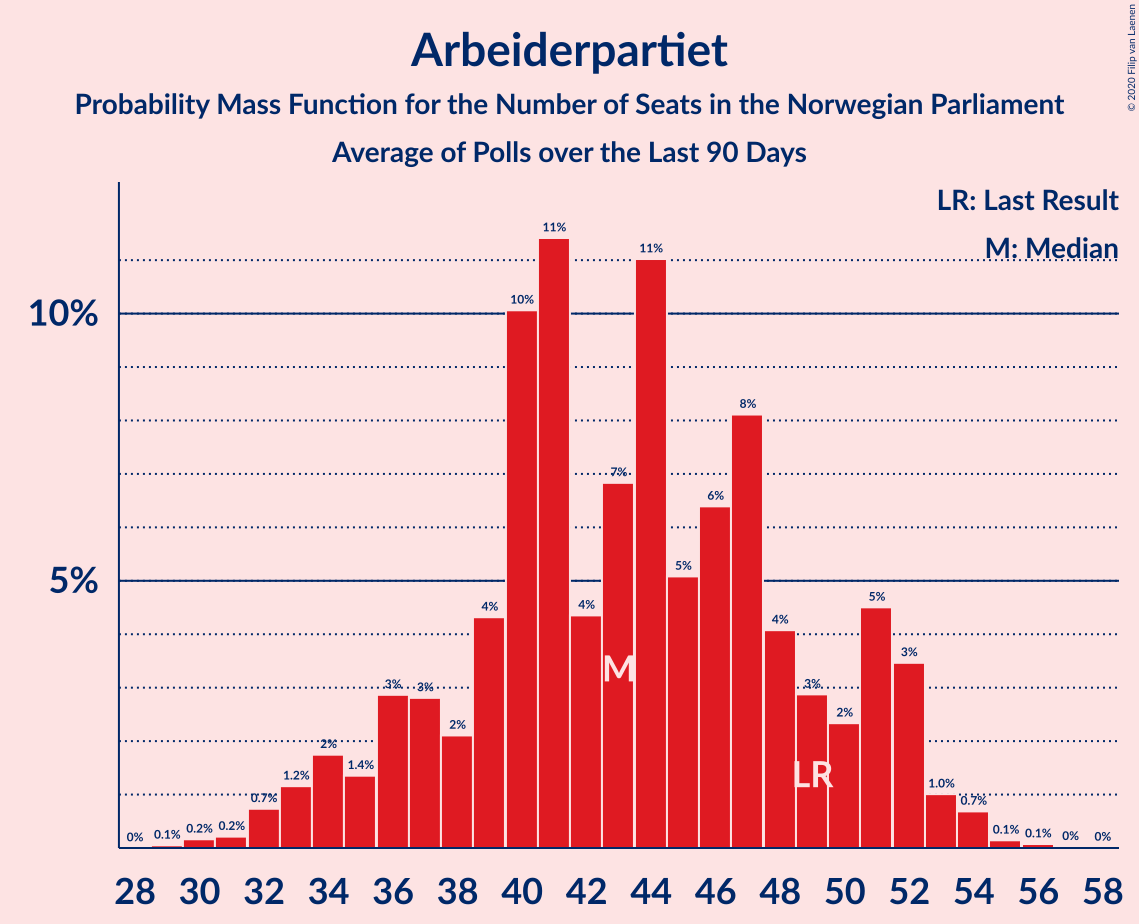 Arbeiderpartiet
Probability Mass Function for the Number of Seats in the Norwegian Parliament
Average of Polls over the Last 90 Days
© 2020 Filip van Laenen
LR: Last Result
M: Median
10%
5%
0% 0.1% 0.2% 0.2% 0.7% 1.2% 2% 1.4% 3% 3% 2% 4% 10% 11% 4% 7% 11% 5% 6% 8% 4% 3% 2% 5% 3% 1.0% 0.7% 0.1% 0.1% 0% 0%
M
LR
28 30 32 34 36 38 40 42 44 46 48 50 52 54 56 58